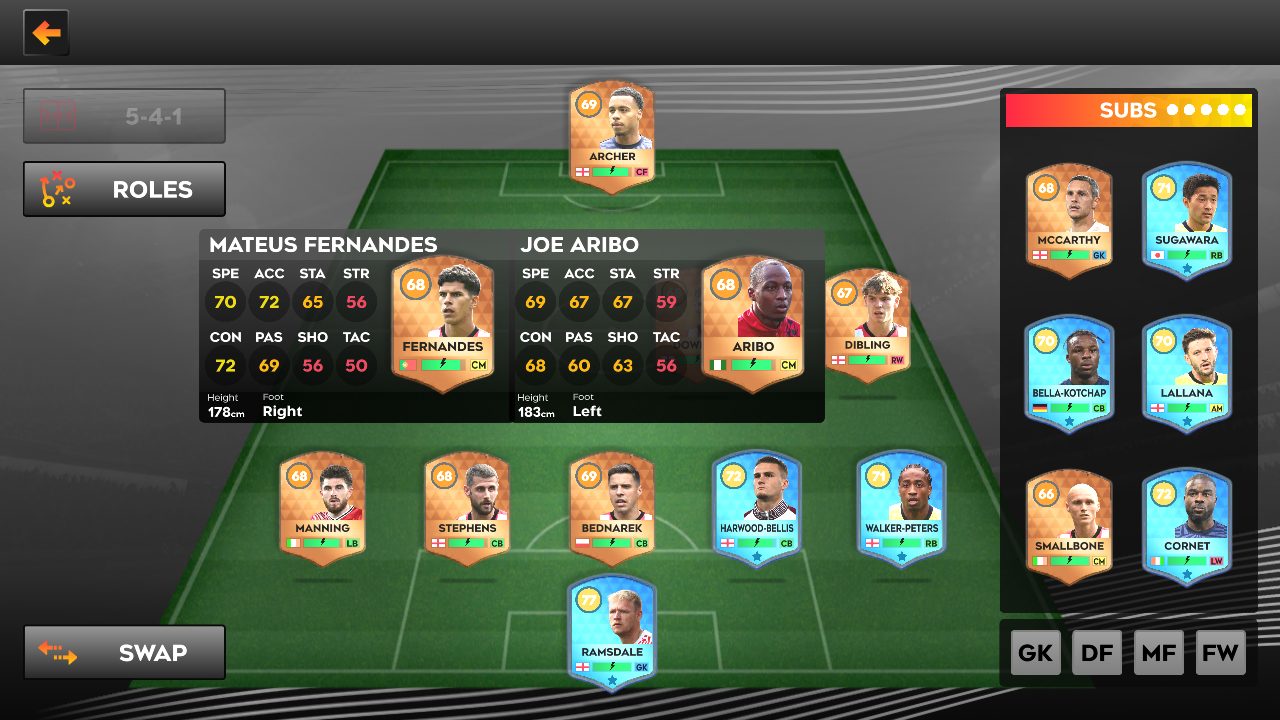 5-4-1
ROLES
SWAP
69
ARCHER
CF
MATEUS FERNANDES
SPE ACC STA STR
70 72 65 56
CON PAS SHO TAC
72 69 56 50
Height Foot
178cm Right
68
FERNANDES
CM
JOE ARIBO
SPE ACC STA STR
69 67 67 59
CON PAS SHO TAC
68 60 63 56
Height Foot
183cm Left
68
ARIBO
CM
67
DIBLING
RW
68
MANNING
LB
68
STEPHENS
CB
69
BEDNAREK
CB
72
HARWOOD-BELLIS
CB
71
WALKER-PETERS
RB
77
RAMSDALE
GK
SUBS
68
MCCARTHY
GK
71
SUGAWARA
RB
70
BELLA-KOTCHAP
CB
70
LALLANA
AM
66
SMALLBONE
CM
72
CORNET
LW
GK DF MF FW